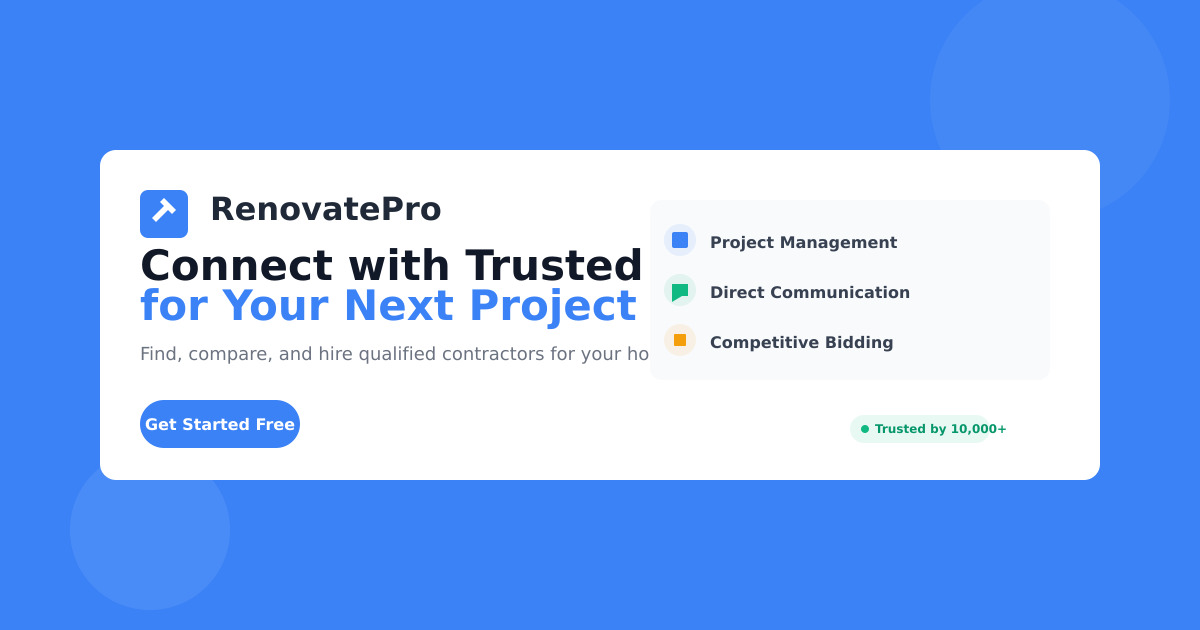 RenovatePro
Connect with Trusted
for Your Next Project
Find, compare, and hire qualified contractors for your ho
Get Started Free
Project Management
Direct Communication
Competitive Bidding
Trusted by 10,000+